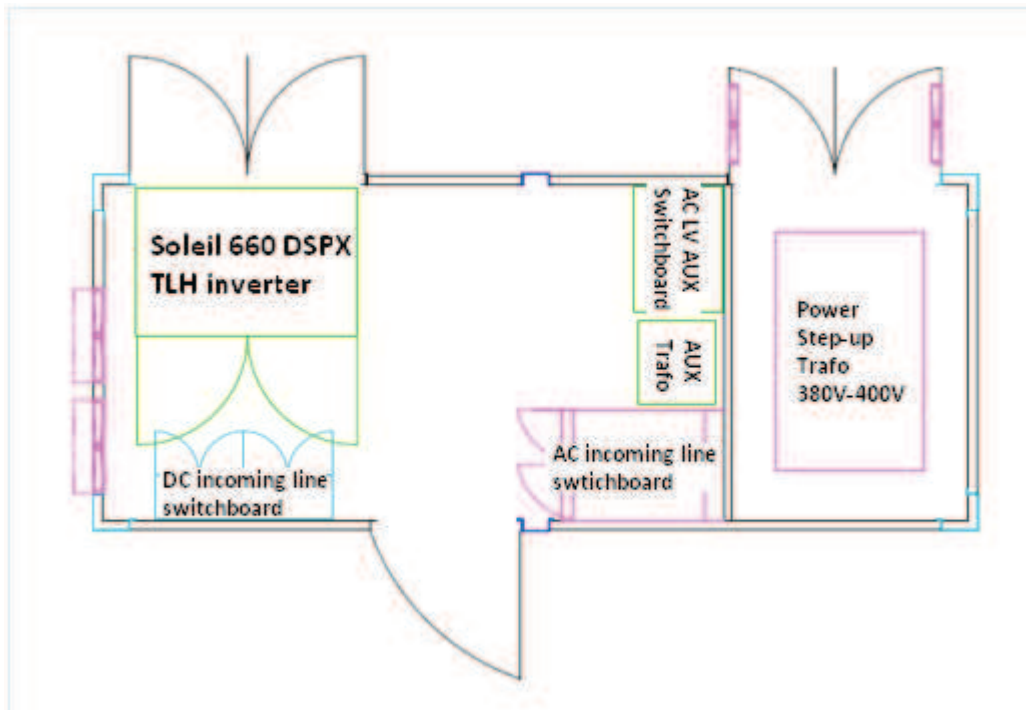 Soleil 660 DSPX
TLH inverter
AC LV AUX
Switchboard
AUX
Trafo
Power
Step-up
Trafo
380V-400V
DC incoming line
switchboard
AC incoming line
swtichboard